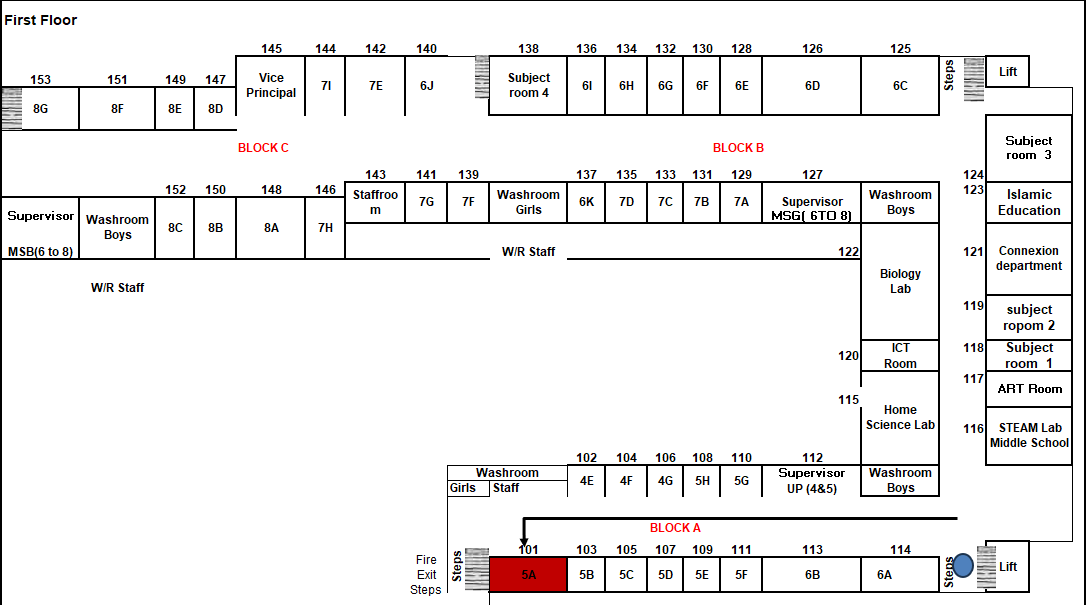 First Floor
145 144 142 140 138 136 134 132 130 128 126 125
153 151 149 147
Vice
Principal
7I 7E 6J
Subject
room 4
6I 6H 6G 6F 6E 6D 6C
Steps
Lift
8G 8F 8E 8D
BLOCK C
BLOCK B
Subject
room 3
124
143 141 139 137 135 133 131 129 127
152 150 148 146
123
Supervisor
MSB(6 to 8)
Washroom
Boys
8C 8B 8A 7H
Staffroo
m
7G 7F
Washroom
Girls
6K 7D 7C 7B 7A
Supervisor
MSG( 6TO 8)
Washroom
Boys
Islamic
Education
W/R Staff
122
121
Connexion
department
W/R Staff
Biology
Lab
119
subject
ropom 2
120
ICT
Room
118
Subject
room 1
117
ART Room
115
Home
Science Lab
116
STEAM Lab
Middle School
102 104 106 108 110 112
Washroom
Girls Staff
4E 4F 4G 5H 5G
Supervisor
UP (4&5)
Washroom
Boys
BLOCK A
101 103 105 107 109 111 113 114
Fire
Exit
Steps
Steps
5A 5B 5C 5D 5E 5F 6B 6A
Steps
Lift